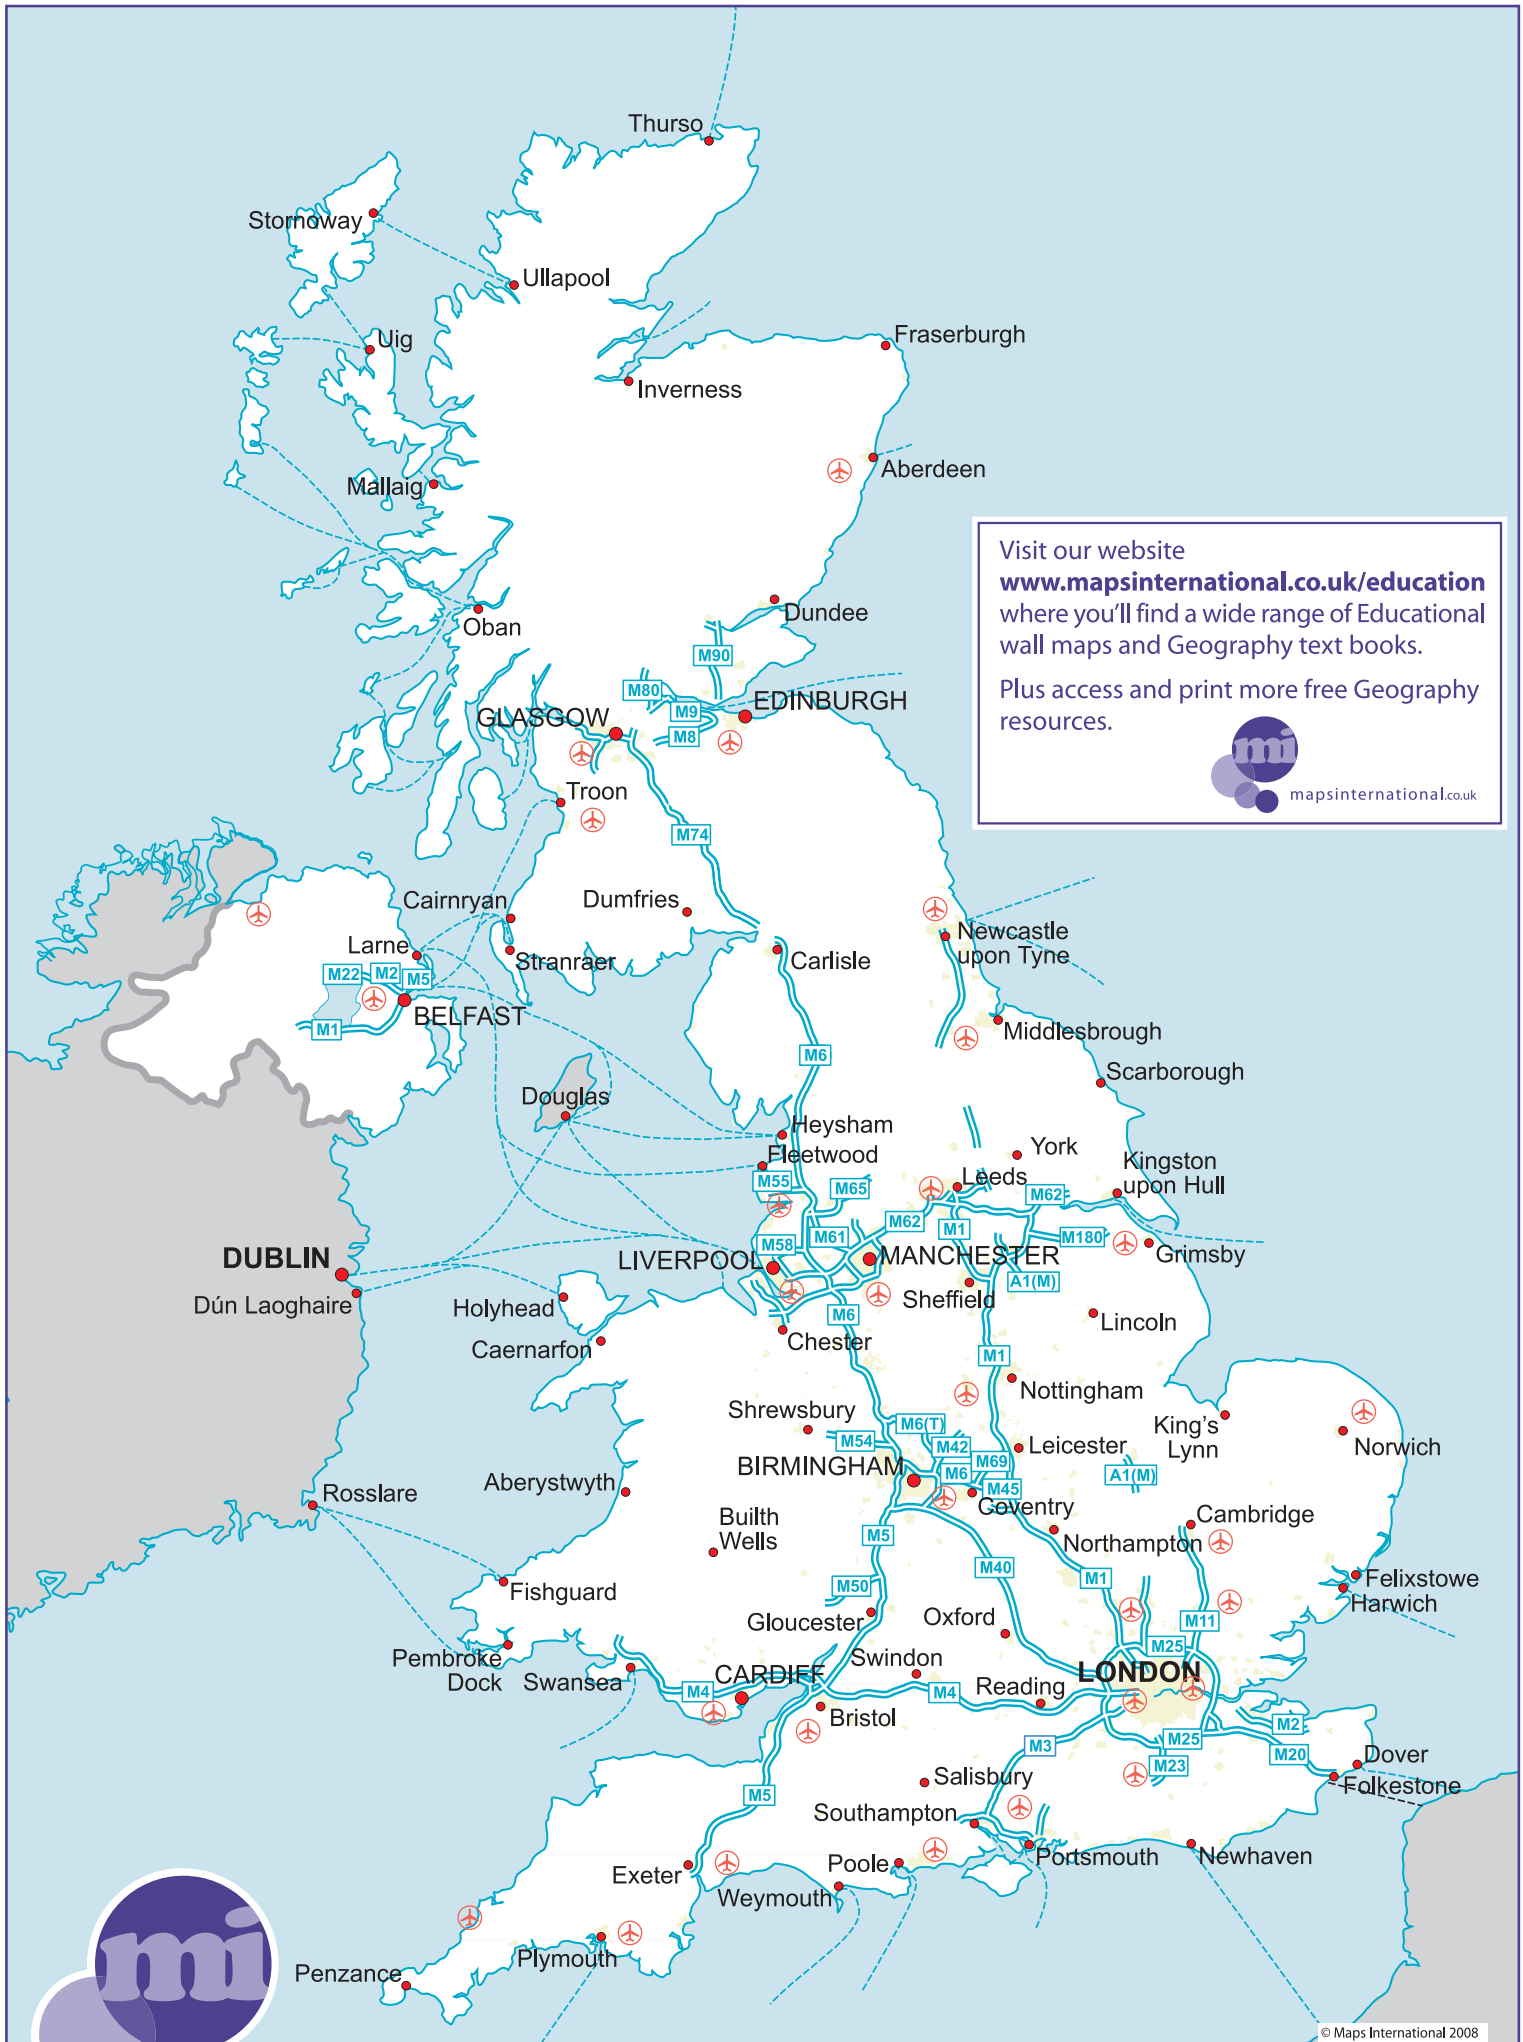 Thurso
Stornoway
Ullapool
Uig
Fraserburgh
Inverness
Aberdeen
Mallaig
Visit our website
www.mapsinternational.co.uk/education
where you'll find a wide range of Educational
wall maps and Geography text books.
Plus access and print more free Geography
resources.
mi
mapsinternational.co.uk
Dundee
Oban
M90
M80
EDINBURGH
M9
GLASGOW
M8
Troon
M74
Cairnryan
Dumfries
Newcastle
upon Tyne
Larne
Stranraer
Carlisle
M22
M2
M5
BELFAST
M1
Middlesbrough
M6
Scarborough
Douglas
Heysham
Fleetwood
York
Kingston
upon Hull
Leeds
M55
M65
M62
M62
M1
M180
M61
M58
DUBLIN
LIVERPOOL
MANCHESTER
Grimsby
A1(M)
Dún Laoghaire
Holyhead
Sheffield
M6
Lincoln
Caernarfon
Chester
M1
Nottingham
Shrewsbury
M6(T)
King's
Lynn
Norwich
M54
M42
Leicester
BIRMINGHAM
M69
M6
A1(M)
Aberystwyth
M45
Rosslare
Coventry
Builth
Wells
Cambridge
M5
Northampton
M40
M1
Felixstowe
Fishguard
M50
Harwich
Gloucester
Oxford
M11
M25
Pembroke
Dock
Swansea
CARDIFF
Swindon
LONDON
M4
M4
Reading
Bristol
M2
M25
M3
M20
Dover
M23
Folkestone
Salisbury
M5
Southampton
Portsmouth
Newhaven
Exeter
Poole
Weymouth
mi
Plymouth
Penzance
© Maps International 2008